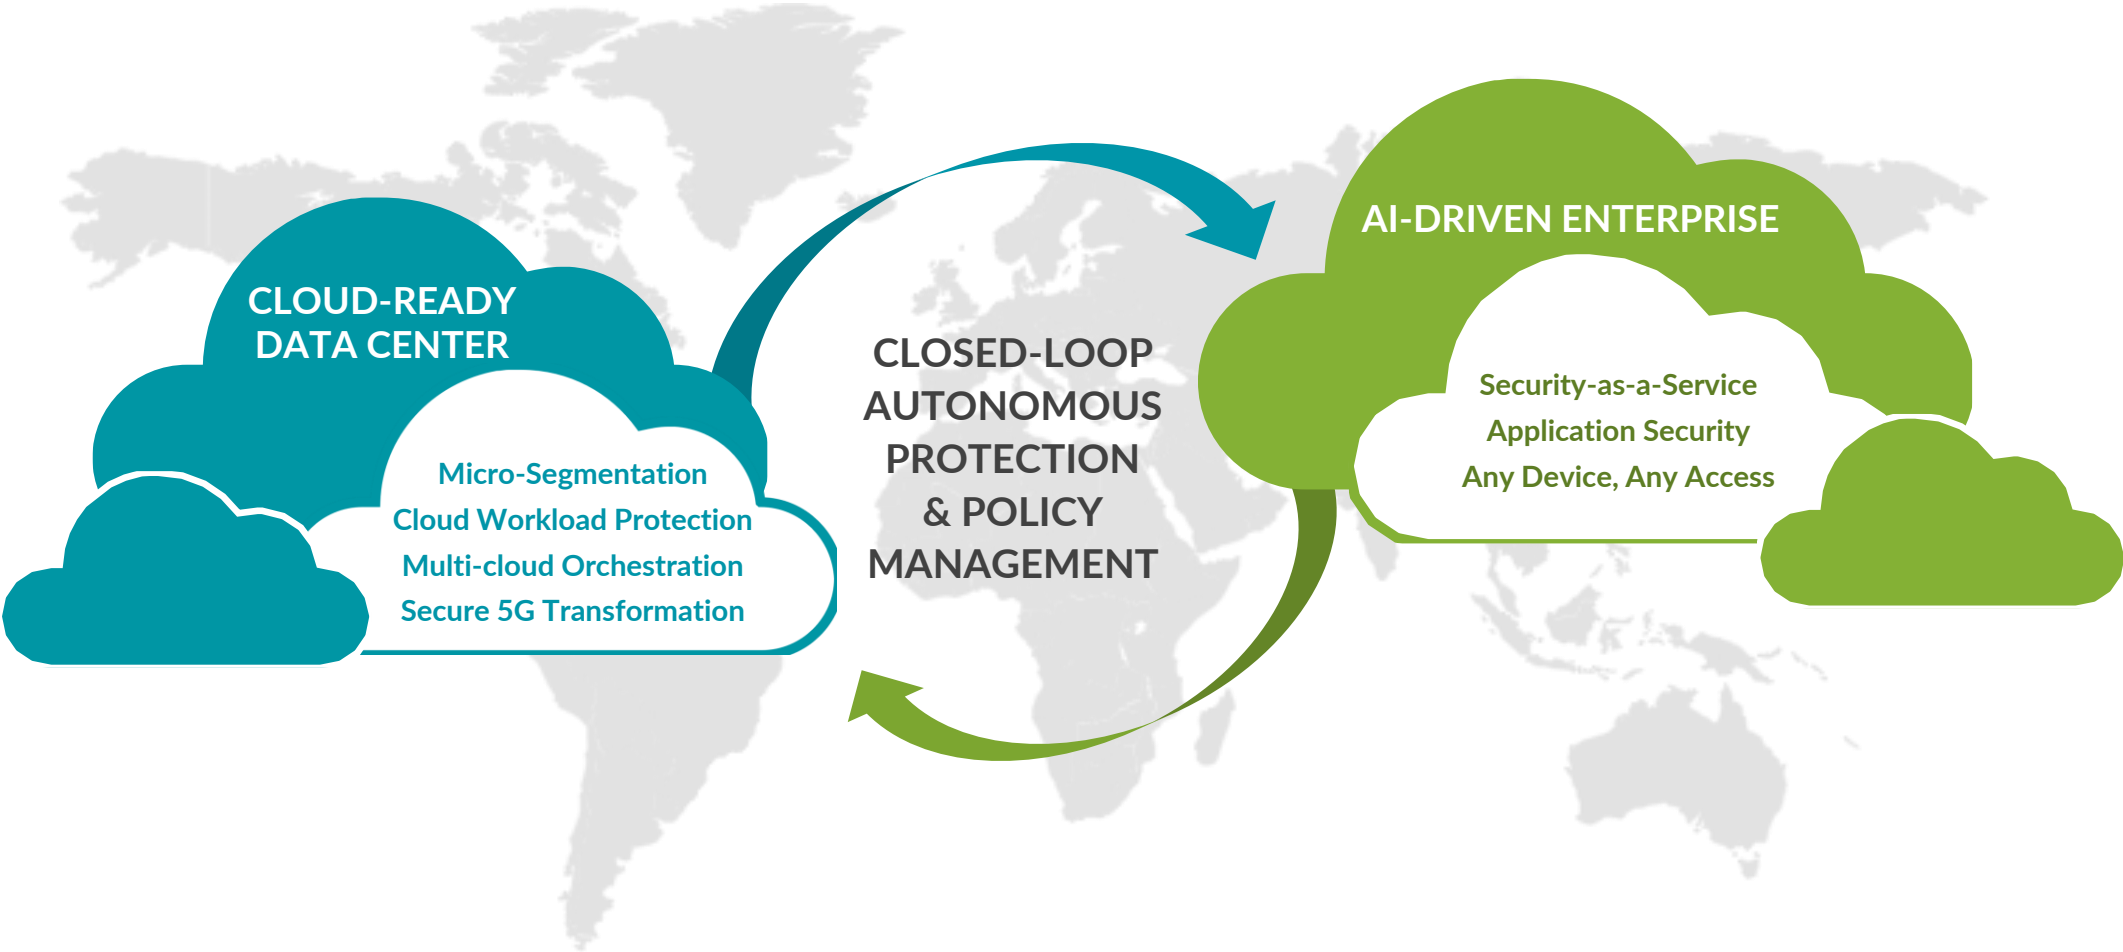 CLOUD-READY
DATA CENTER
Micro-Segmentation
Cloud Workload Protection
Multi-cloud Orchestration
Secure 5G Transformation
CLOSED-LOOP
AUTONOMOUS
PROTECTION
& POLICY
MANAGEMENT
AI-DRIVEN ENTERPRISE
Security-as-a-Service
Application Security
Any Device, Any Access